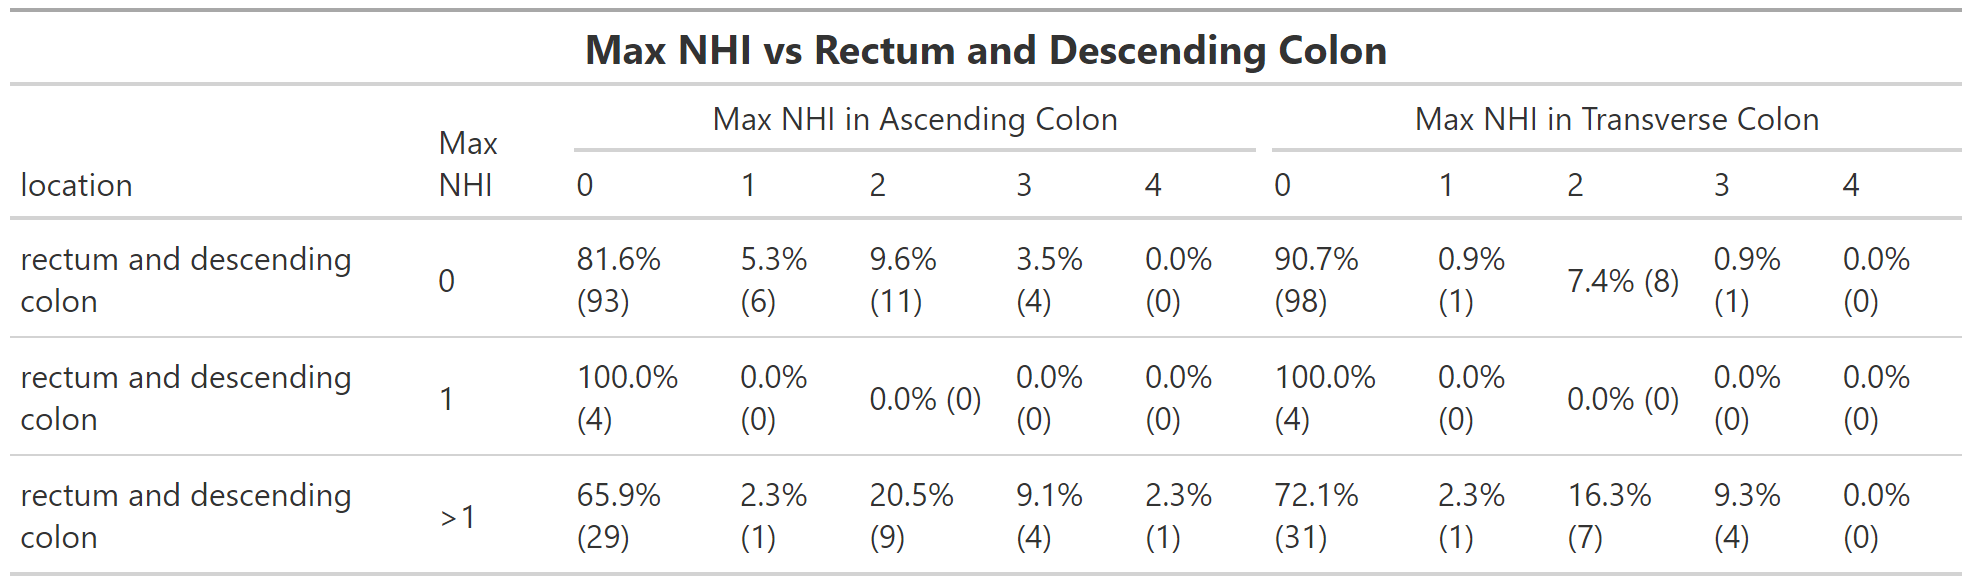 Max NHI vs Rectum and Descending Colon
location Max NHI Max NHI in Ascending Colon Max NHI in Transverse Colon
0 1 2 3 4 0 1 2 3 4
rectum and descending colon 0 81.6% (93) 5.3% (6) 9.6% (11) 3.5% (4) 0.0% (0) 90.7% (98) 0.9% (1) 7.4% (8) 0.9% (1) 0.0% (0)
rectum and descending colon 1 100.0% (4) 0.0% (0) 0.0% (0) 0.0% (0) 0.0% (0) 100.0% (4) 0.0% (0) 0.0% (0) 0.0% (0) 0.0% (0)
rectum and descending colon >1 65.9% (29) 2.3% (1) 20.5% (9) 9.1% (4) 2.3% (1) 72.1% (31) 2.3% (1) 16.3% (7) 9.3% (4) 0.0% (0)